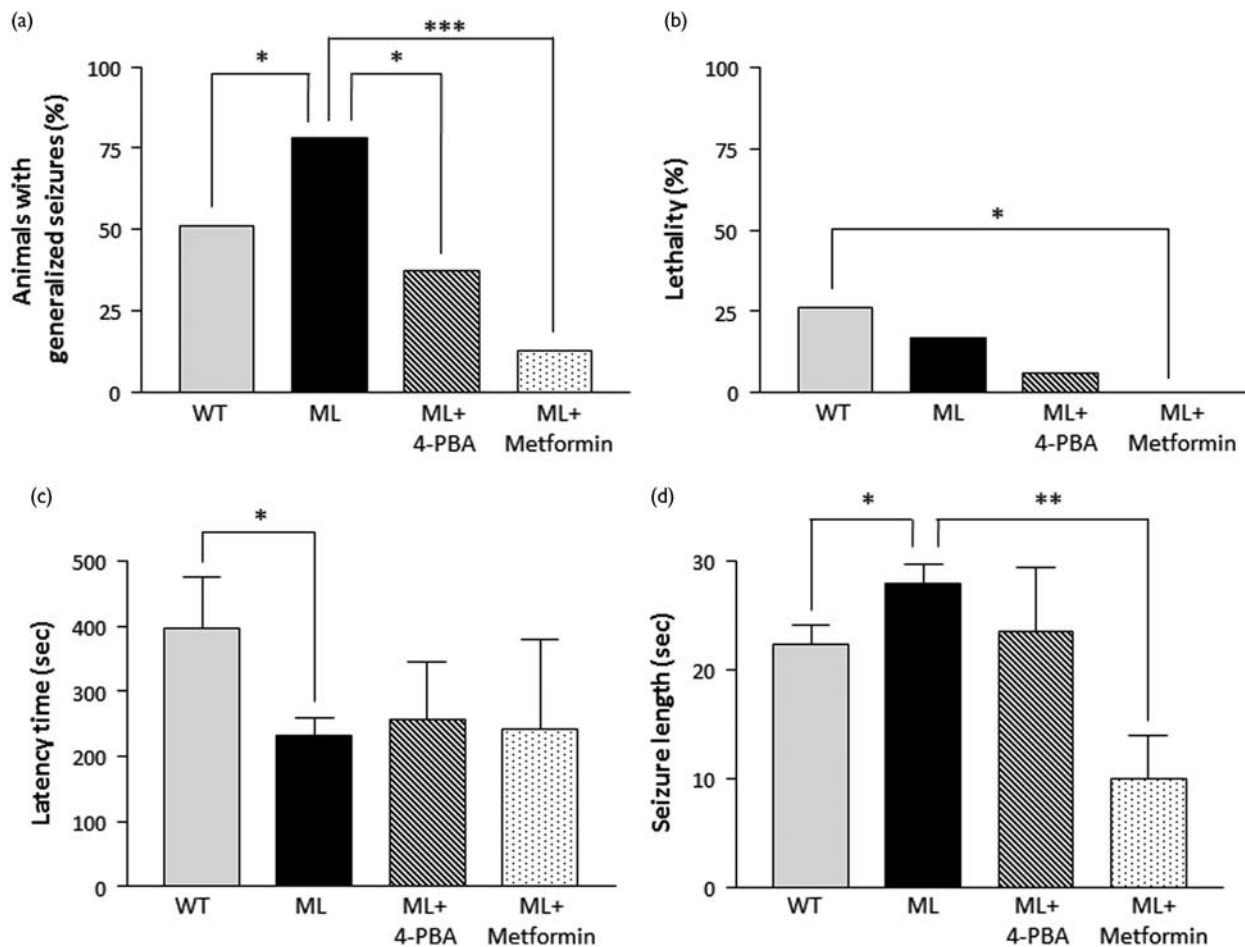 (a)
***
*
*
100
75
50
25
0
Animals with
generalized seizures (%)
WT
ML
ML+
4-PBA
ML+
Metformin
(b)
*
100
75
50
25
0
Lethality (%)
WT
ML
ML+
4-PBA
ML+
Metformin
(c)
*
500
400
300
200
100
0
Latency time (sec)
WT
ML
ML+
4-PBA
ML+
Metformin
(d)
*
**
30
20
10
0
Seizure length (sec)
WT
ML
ML+
4-PBA
ML+
Metformin